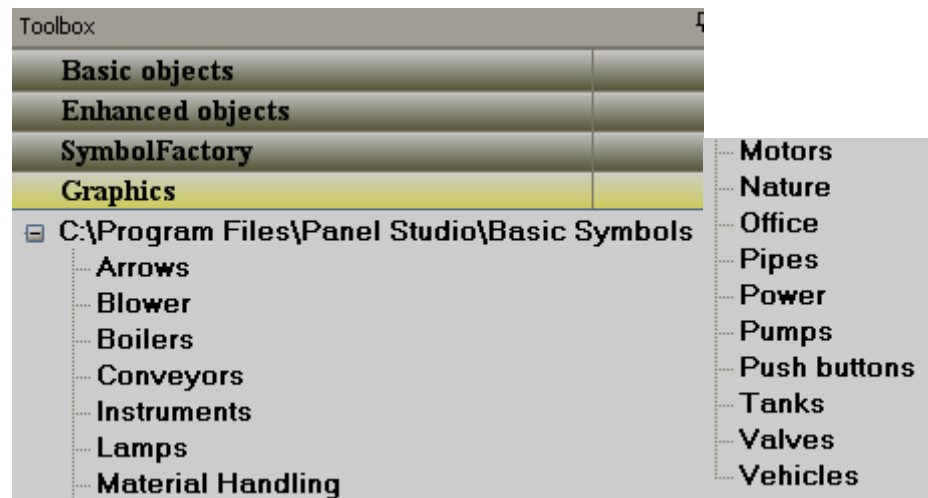 Toolbox
Basic objects
Enhanced objects
SymbolFactory
Graphics
C:\Program Files\Panel Studio\Basic Symbols
Arrows
Blower
Boilers
Conveyors
Instruments
Lamps
Material Handling
Motors
Nature
Office
Pipes
Power
Pumps
Push buttons
Tanks
Valves
Vehicles